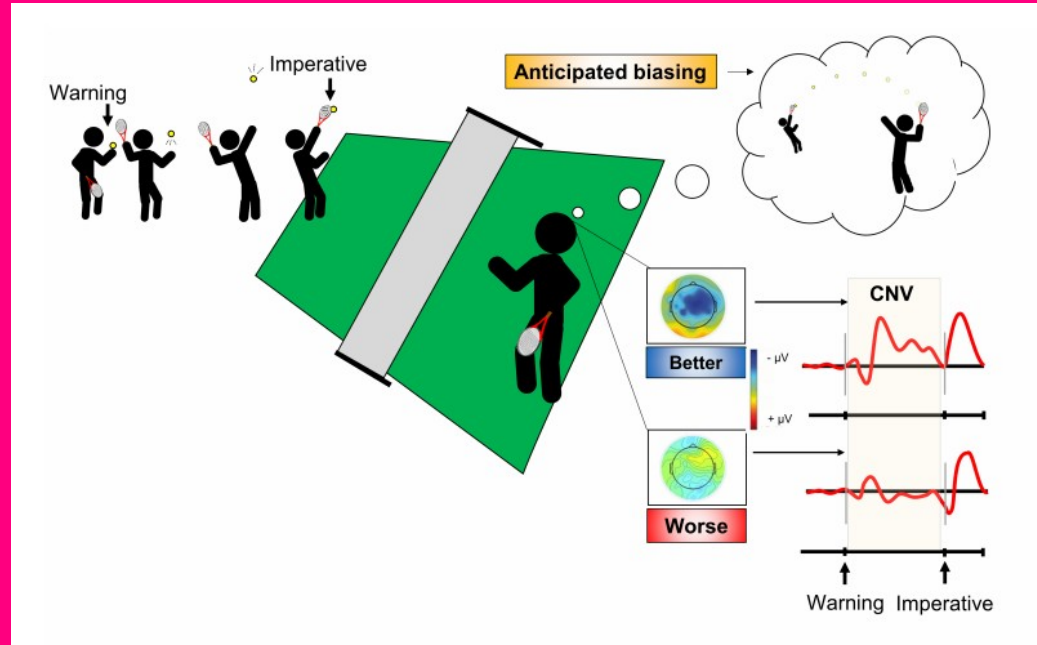 Warning
Imperative
Anticipated biasing
CNV
Better
- µV
+ µV
Worse
Warning
Imperative